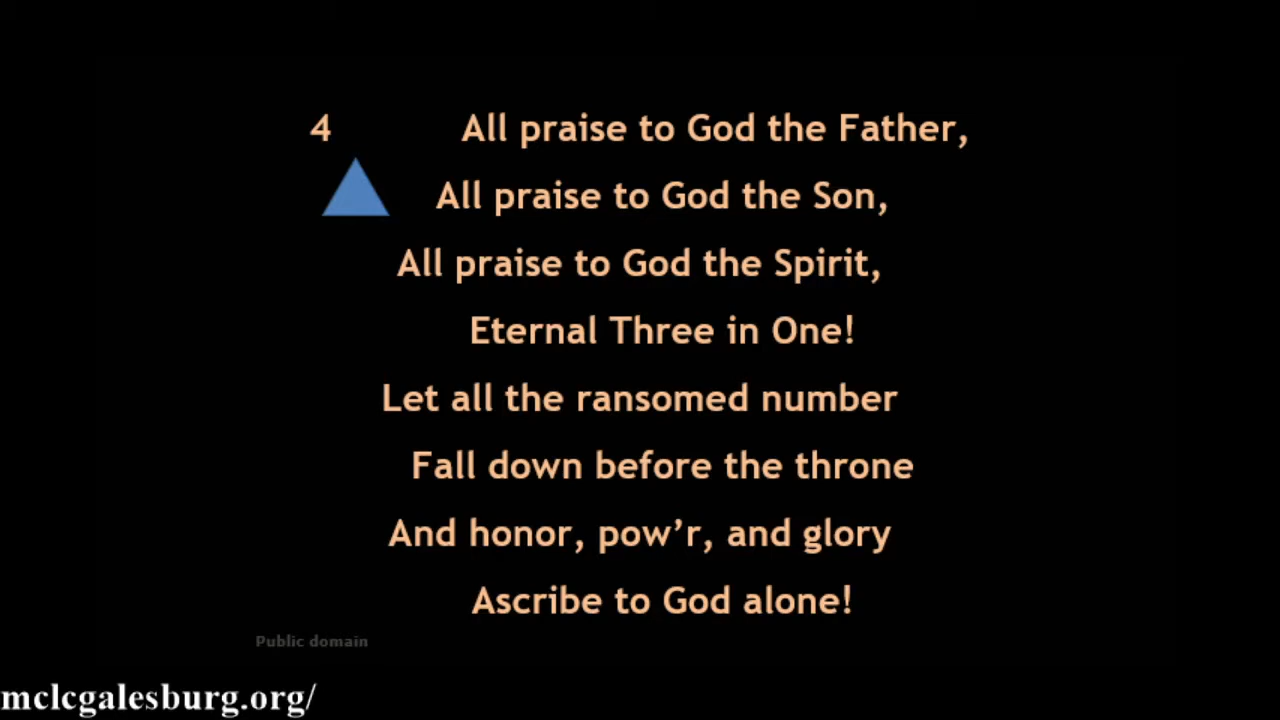 4 All praise to God the Father,
All praise to God the Son,
All praise to God the Spirit,
Eternal Three in One!
Let all the ransomed number
Fall down before the throne
And honor, pow’r, and glory
Ascribe to God alone!
Public domain
mclcgalesburg.org/